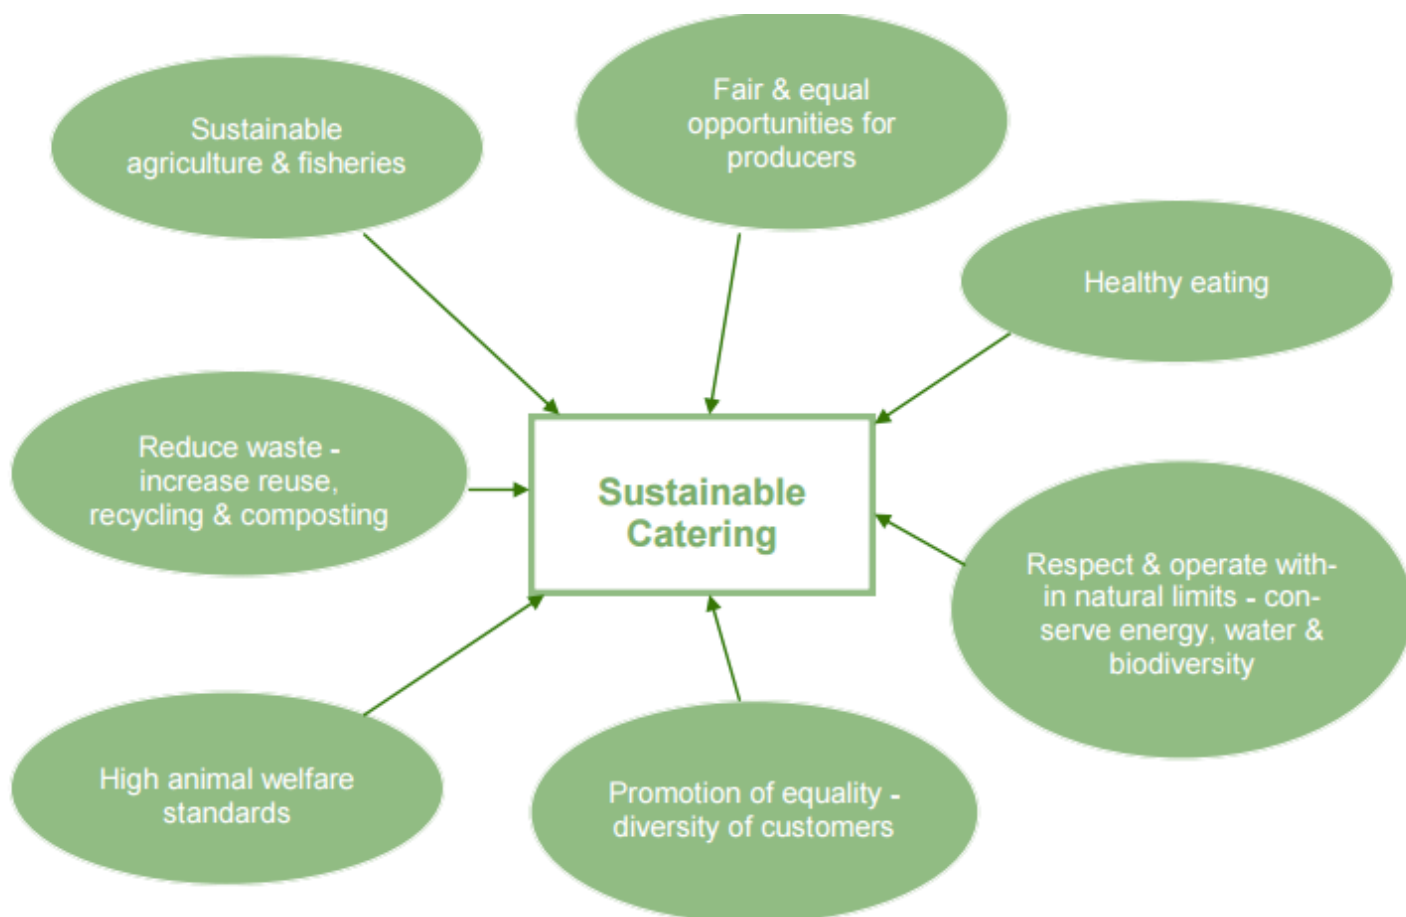 Sustainable
agriculture & fisheries
Fair & equal
opportunities for
producers
Healthy eating
Reduce waste -
increase reuse,
recycling & composting
Sustainable
Catering
Respect & operate with-
in natural limits - con-
serve energy, water &
biodiversity
High animal welfare
standards
Promotion of equality -
diversity of customers